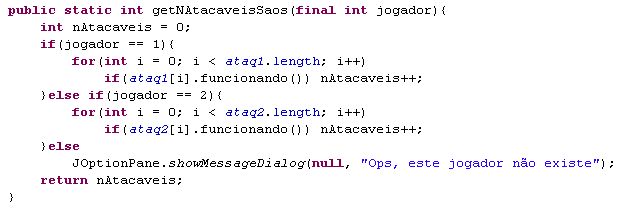 public static int getNAtacaveisSaos(final int jogador){
    int nAtacaveis = 0;
    if(jogador == 1){
        for(int i = 0; i < ataq1.length; i++)
            if(ataq1[i].funcionando()) nAtacaveis++;
    }else if(jogador == 2){
        for(int i = 0; i < ataq2.length; i++)
            if(ataq2[i].funcionando()) nAtacaveis++;
    }else
        JOptionPane.showMessageDialog(null, "Ops, este jogador não existe");
    return nAtacaveis;
}